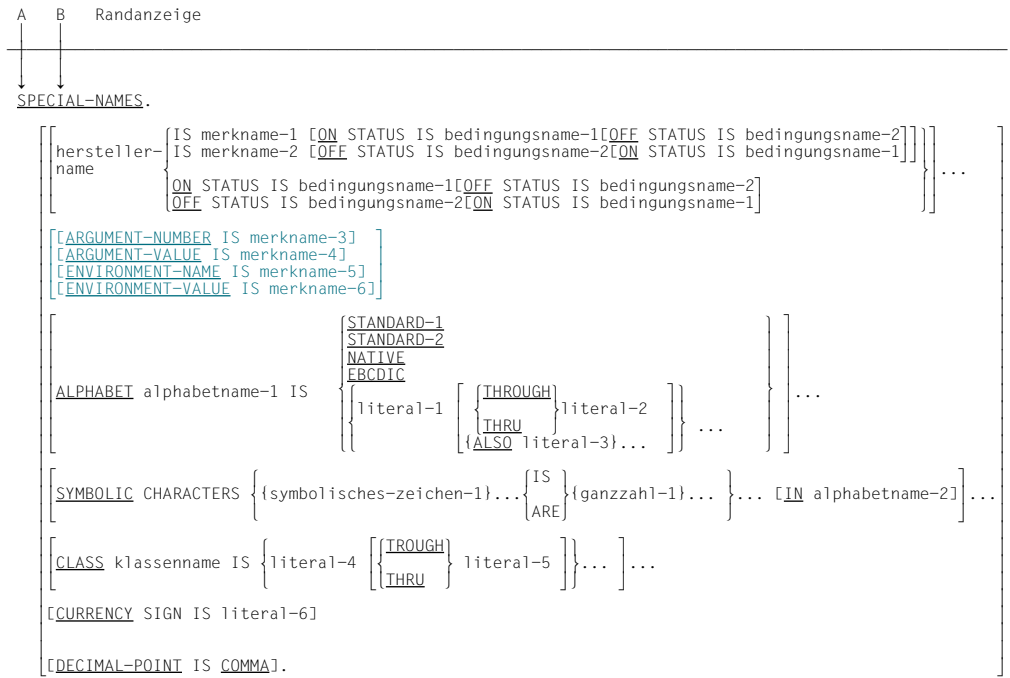 A B Randanzeige
SPECIAL-NAMES.
IS merkname-1 [ON STATUS IS bedingungsname-1[OFF STATUS IS bedingungsname-2]
hersteller- IS merkname-2 [OFF STATUS IS bedingungsname-2[ON STATUS IS bedingungsname-1]]
name
...
ON STATUS IS bedingungsname-1[OFF STATUS IS bedingungsname-2]
OFF STATUS IS bedingungsname-2[ON STATUS IS bedingungsname-1]
[ARGUMENT-NUMBER IS merkname-3]
[ARGUMENT-VALUE IS merkname-4]
[ENVIRONMENT-NAME IS merkname-5]
[ENVIRONMENT-VALUE IS merkname-6]
STANDARD-1
STANDARD-2
NATIVE
EBCDIC
ALPHABET alphabetname-1 IS
THROUGH
literal-1 literal-2
THRU
{ALSO literal-3}...
...
...
IS
SYMBOLIC CHARACTERS {{symbolisches-zeichen-1}... {ganzzahl-1}... }... [IN alphabetname-2] ...
ARE
TROUGH
CLASS klassenname IS {literal-4 literal-5 }... ...
THRU
[CURRENCY SIGN IS literal-6]
[DECIMAL-POINT IS COMMA].